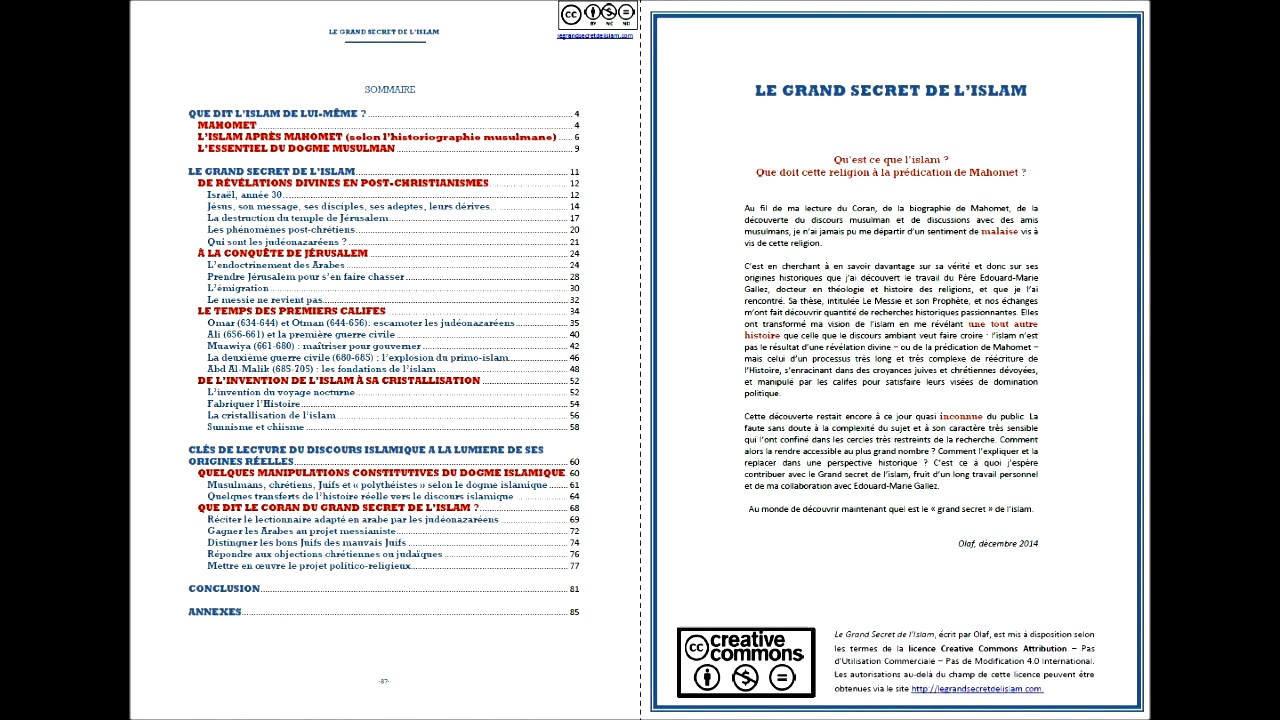 LE GRAND SECRET DE L'ISLAM
CC BY NC ND
legrandsecretdelislam.com
SOMMAIRE
QUE DIT L'ISLAM DE LUI-MÊME ? 4
MAHOMET 4
L'ISLAM APRÈS MAHOMET (selon l'historiographie musulmane) 6
L'ESSENTIEL DU DOGME MUSULMAN 9
LE GRAND SECRET DE L'ISLAM 11
DE RÉVÉLATIONS DIVINES EN POST-CHRISTIANISMES 12
Israël, année 30 12
Jésus, son message, ses disciples, ses adeptes, leurs dérives 14
La destruction du temple de Jérusalem 17
Les phénomènes post-chrétiens 20
Qui sont les judéonazaréens ? 21
À LA CONQUÊTE DE JÉRUSALEM 24
L'endoctrinement des Arabes 24
Prendre Jérusalem pour s'en faire chasser 28
L'émigration 30
Le messie ne revient pas 32
LE TEMPS DES PREMIERS CALIFES 34
Omar (634-644) et Otman (644-656): escamoter les judéonazaréens 35
Ali (656-661) et la première guerre civile 40
Muawiya (661-680) : maîtriser pour gouverner 42
La deuxième guerre civile (680-685) : l'explosion du primo-islam 46
Abd Al-Malik (685-705) : les fondations de l'islam 48
DE L'INVENTION DE L'ISLAM À SA CRISTALLISATION 52
L'invention du voyage nocturne 52
Fabriquer l'Histoire 54
La cristallisation de l'islam 56
Sunnisme et chiisme 58
CLÉS DE LECTURE DU DISCOURS ISLAMIQUE A LA LUMIERE DE SES
ORIGINES RÉELLES 60
QUELQUES MANIPULATIONS CONSTITUTIVES DU DOGME ISLAMIQUE 60
Musulmans, chrétiens, Juifs et « polythéistes » selon le dogme islamique 61
Quelques transferts de l'histoire réelle vers le discours islamique 64
QUE DIT LE CORAN DU GRAND SECRET DE L'ISLAM ? 68
Réciter le lectionnaire adapté en arabe par les judéonazaréens 69
Gagner les Arabes au projet messianiste 72
Distinguer les bons Juifs des mauvais Juifs 74
Répondre aux objections chrétiennes ou judaïques 76
Mettre en œuvre le projet politico-religieux 77
CONCLUSION 81
ANNEXES 85
-87-
LE GRAND SECRET DE L'ISLAM
Qu'est ce que l'islam ?
Que doit cette religion à la prédication de Mahomet ?
Au fil de ma lecture du Coran, de la biographie de Mahomet, de la
découverte du discours musulman et de discussions avec des amis
musulmans, je n'ai jamais pu me départir d'un sentiment de malaise vis à
vis de cette religion.
C'est en cherchant à en savoir davantage sur sa vérité et donc sur ses
origines historiques que j'ai découvert le travail du Père Edouard-Marie
Gallez, docteur en théologie et histoire des religions, et que je l'ai
rencontré. Sa thèse, intitulée Le Messie et son Prophète, et nos échanges
m'ont fait découvrir quantité de recherches historiques passionnantes. Elles
ont transformé ma vision de l'islam en me révélant une tout autre
histoire que celle que le discours ambiant veut faire croire : l'islam n'est
pas le résultat d'une révélation divine – ou de la prédication de Mahomet –
mais celui d'un processus très long et très complexe de réécriture de
l'Histoire, s'enracinant dans des croyances juives et chrétiennes dévoyées,
et manipulé par les califes pour satisfaire leurs visées de domination
politique.
Cette découverte restait encore à ce jour quasi inconnue du public. La
faute sans doute à la complexité du sujet et à son caractère très sensible
qui l'ont confiné dans les cercles très restreints de la recherche. Comment
alors la rendre accessible au plus grand nombre ? Comment l'expliquer et la
replacer dans une perspective historique ? C'est ce à quoi j'espère
contribuer avec le Grand secret de l'islam, fruit d'un long travail personnel
et de ma collaboration avec Edouard-Marie Gallez.
Au monde de découvrir maintenant quel est le « grand secret » de l'islam.
Olaf, décembre 2014
CC creative commons
Le Grand Secret de l'Islam, écrit par Olaf, est mis à disposition selon
les termes de la licence Creative Commons Attribution – Pas
d'Utilisation Commerciale – Pas de Modification 4.0 International.
Les autorisations au-delà du champ de cette licence peuvent être
obtenues via le site http://legrandsecretdelislam.com